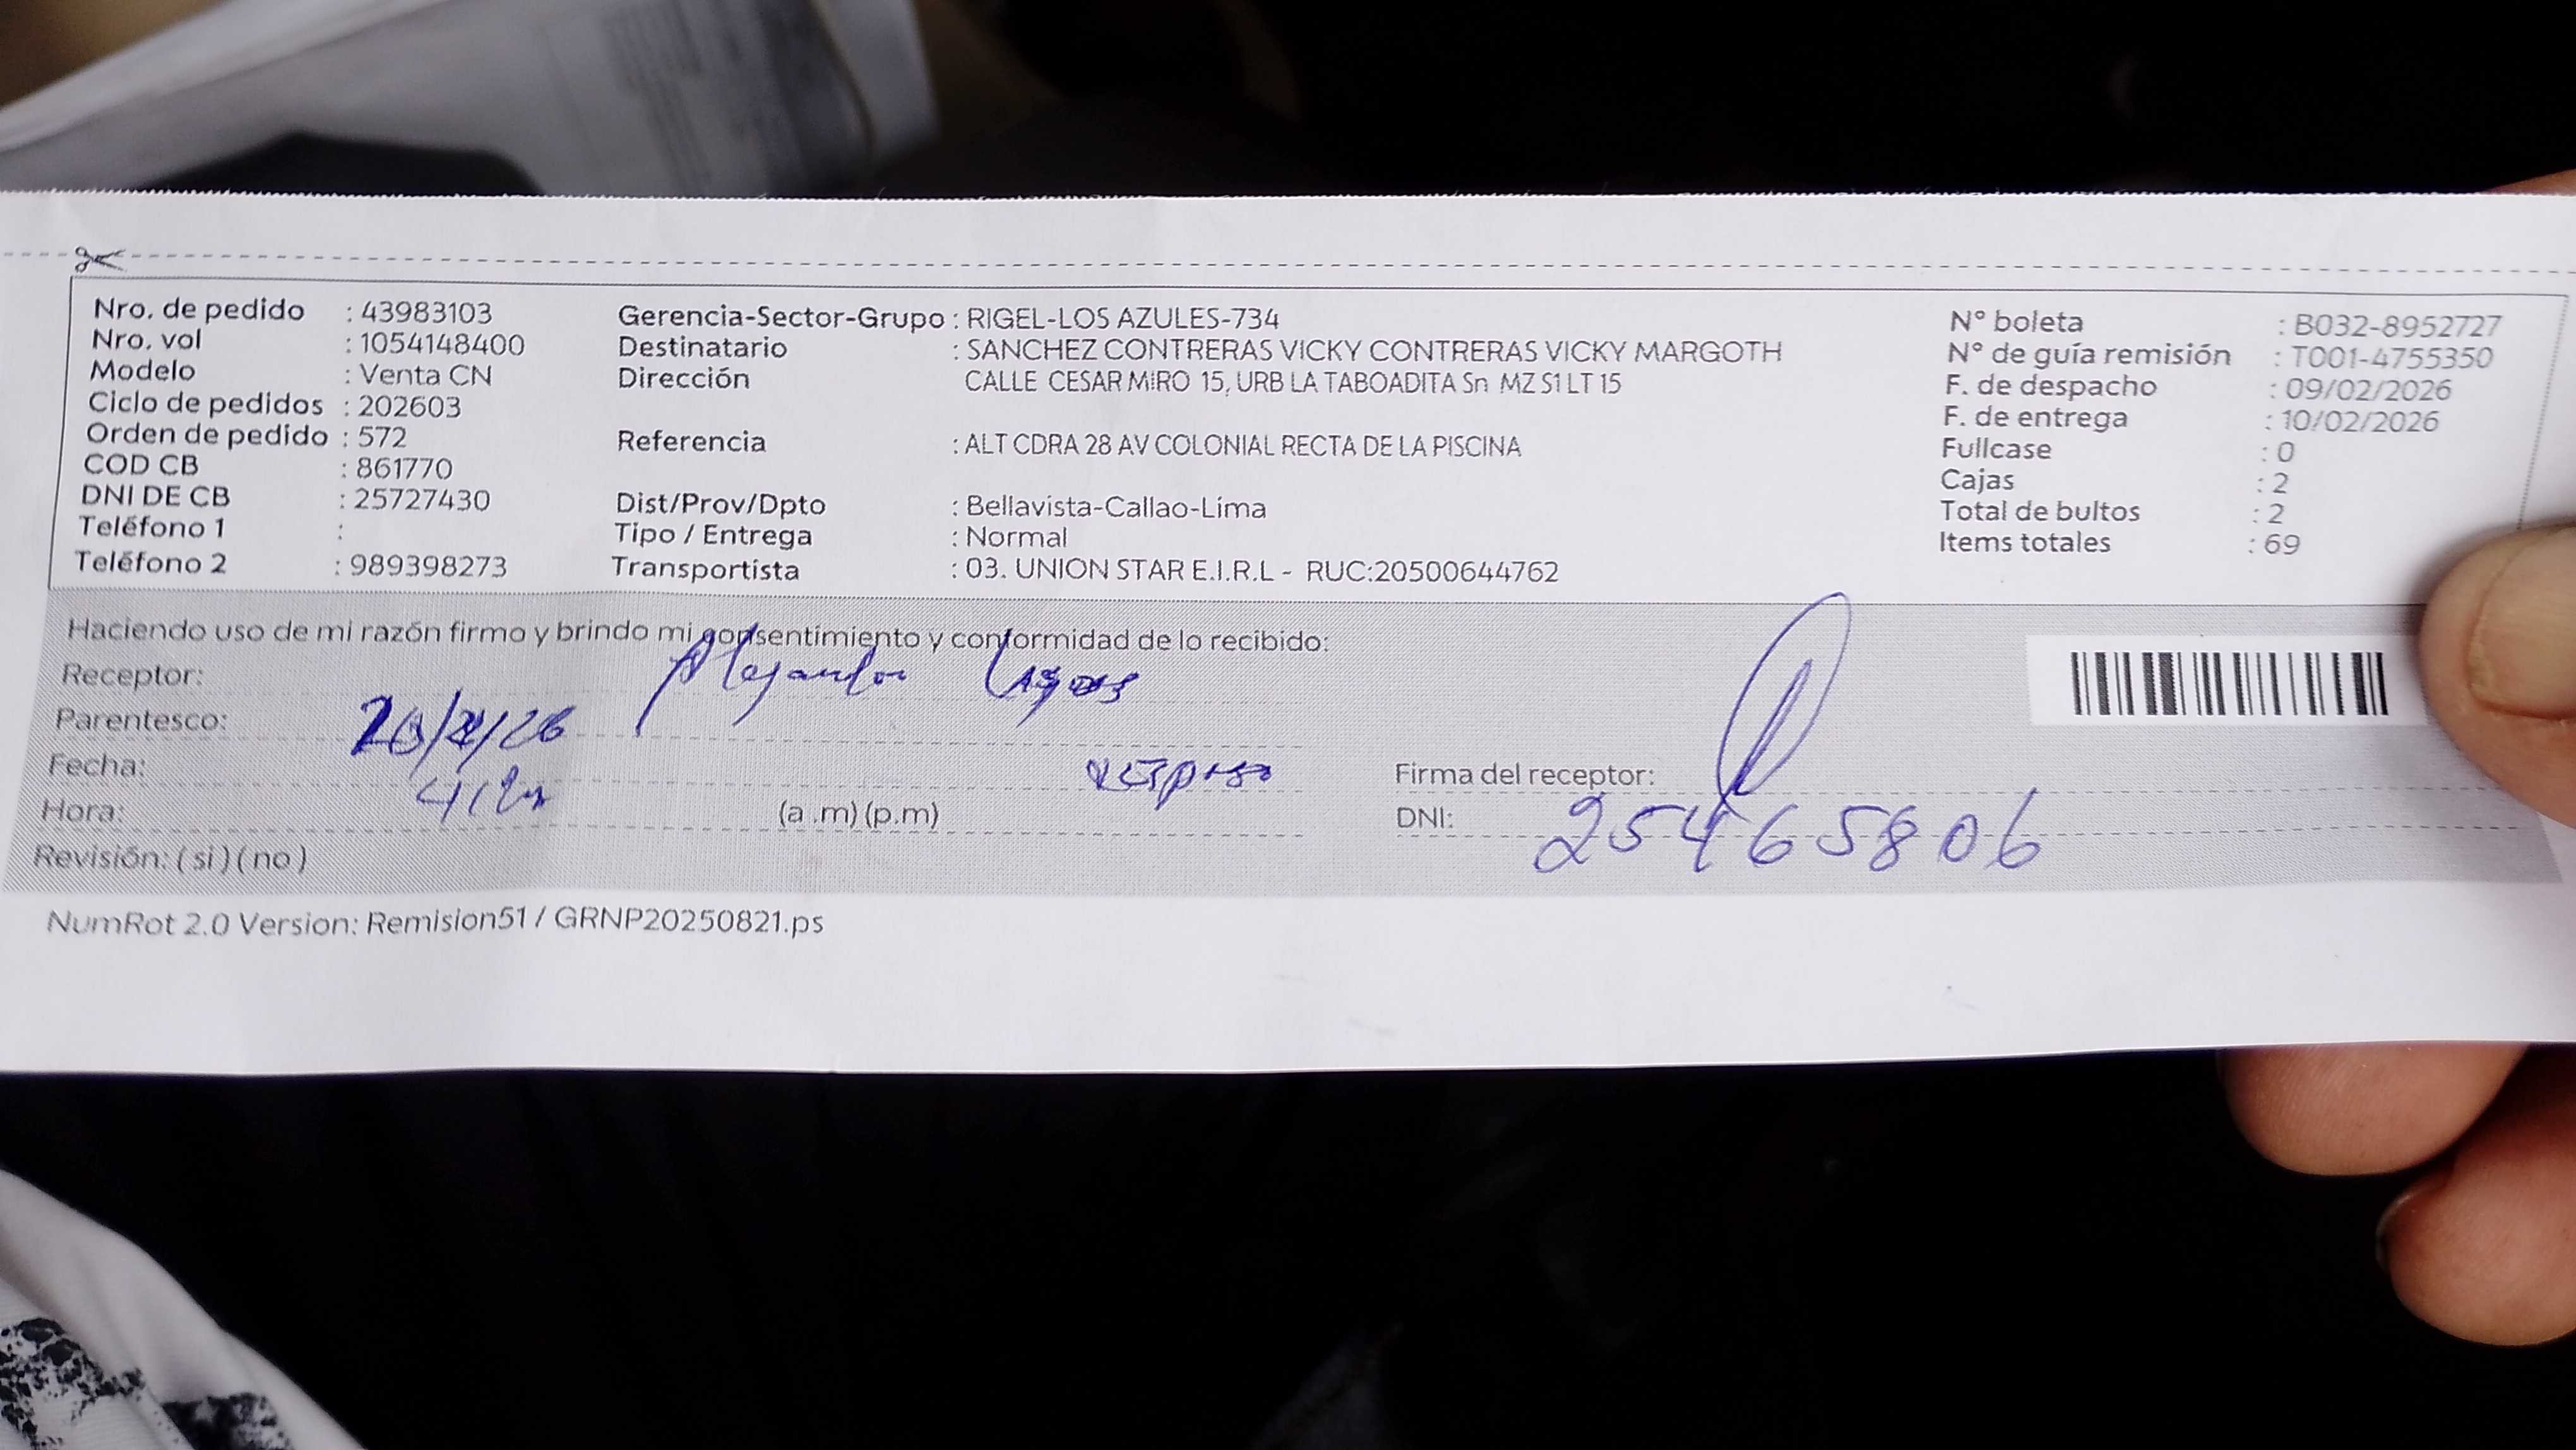 Nro. de pedido : 43983103
Nro. vol : 1054148400
Modelo : Venta CN
Ciclo de pedidos : 202603
Orden de pedido : 572
COD CB : 861770
DNI DE CB : 25727430
Teléfono 1 :
Teléfono 2 : 989398273
Gerencia-Sector-Grupo : RIGEL-LOS AZULES-734
Destinatario : SANCHEZ CONTRERAS VICKY CONTRERAS VICKY MARGOTH
Dirección CALLE CESAR MIRO 15, URB LA TABOADITA Sn MZ S1 LT 15
Referencia : ALT CDRA 28 AV COLONIAL RECTA DE LA PISCINA
Dist/Prov/Dpto : Bellavista-Callao-Lima
Tipo / Entrega : Normal
Transportista : 03. UNION STAR E.I.R.L - RUC:20500644762
N° boleta : B032-8952727
N° de guía remisión : T001-4755350
F. de despacho : 09/02/2026
F. de entrega : 10/02/2026
Fullcase : 0
Cajas : 2
Total de bultos : 2
Items totales : 69
Haciendo uso de mi razón firmo y brindo mi consentimiento y conformidad de lo recibido:
Receptor: Alejandro
Parentesco:
Fecha:
Hora: (a .m) (p.m)
Revisión: ( si ) ( no )
Firma del receptor:
DNI: 25465806
NumRot 2.0 Version: Remision51 / GRNP20250821.ps